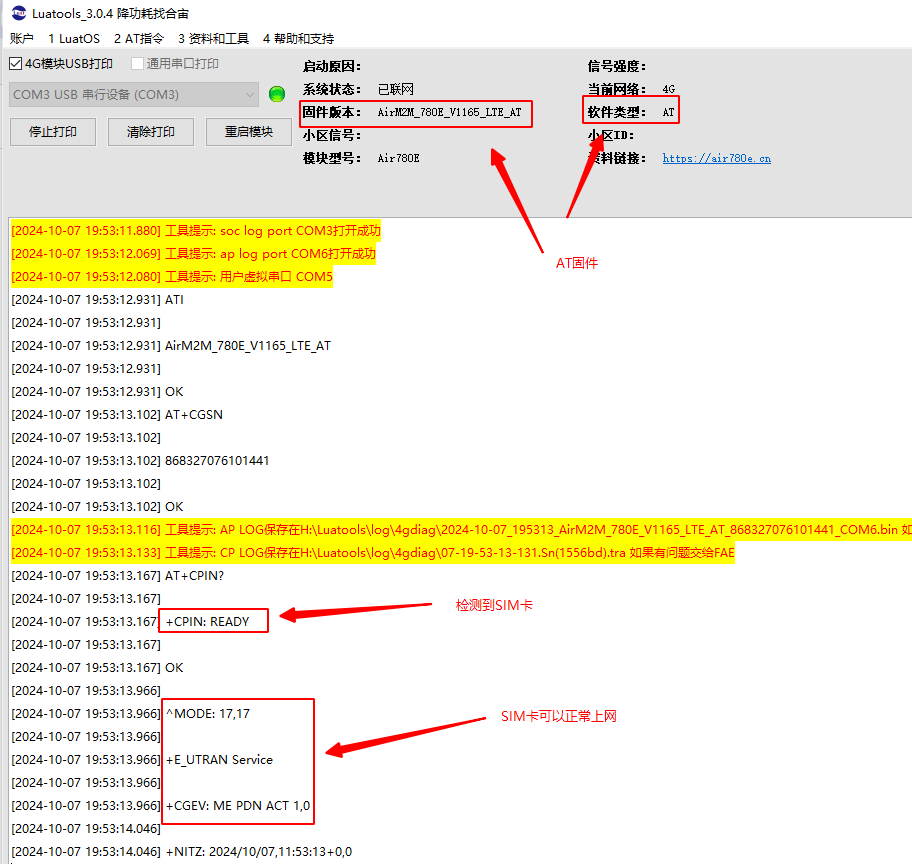 Luatools_3.0.4 降功耗找合宙
账户 1 LuatOS 2 AT指令 3 资料和工具 4 帮助和支持
4G模块USB打印 通用串口打印
COM3 USB 串行设备 (COM3)
停止打印 清除打印 重启模块
启动原因: 信号强度:
系统状态: 已联网 当前网络: 4G
固件版本: AirM2M_780E_V1165_LTE_AT 软件类型: AT
小区信号: 小区ID:
模块型号: Air780E 资料链接: https://air780e.cn
AT固件
[2024-10-07 19:53:11.880] 工具提示: soc log port COM3打开成功
[2024-10-07 19:53:12.069] 工具提示: ap log port COM6打开成功
[2024-10-07 19:53:12.080] 工具提示: 用户虚拟串口 COM5
[2024-10-07 19:53:12.931] ATI
[2024-10-07 19:53:12.931]
[2024-10-07 19:53:12.931] AirM2M_780E_V1165_LTE_AT
[2024-10-07 19:53:12.931]
[2024-10-07 19:53:12.931] OK
[2024-10-07 19:53:13.102] AT+CGSN
[2024-10-07 19:53:13.102]
[2024-10-07 19:53:13.102] 868327076101441
[2024-10-07 19:53:13.102]
[2024-10-07 19:53:13.102] OK
[2024-10-07 19:53:13.116] 工具提示: AP LOG保存在H:\Luatools\log\4gdiag\2024-10-07_195313_AirM2M_780E_V1165_LTE_AT_868327076101441_COM6.bin 如
[2024-10-07 19:53:13.133] 工具提示: CP LOG保存在H:\Luatools\log\4gdiag\07-19-53-13-131.Sn(1556bd).tra 如果有问题交给FAE
[2024-10-07 19:53:13.167] AT+CPIN?
[2024-10-07 19:53:13.167]
[2024-10-07 19:53:13.167] +CPIN: READY
检测到SIM卡
[2024-10-07 19:53:13.167]
[2024-10-07 19:53:13.167] OK
[2024-10-07 19:53:13.966]
[2024-10-07 19:53:13.966] ^MODE: 17,17
SIM卡可以正常上网
[2024-10-07 19:53:13.966]
[2024-10-07 19:53:13.966] +E_UTRAN Service
[2024-10-07 19:53:13.966]
[2024-10-07 19:53:13.966] +CGEV: ME PDN ACT 1,0
[2024-10-07 19:53:14.046]
[2024-10-07 19:53:14.046] +NITZ: 2024/10/07,11:53:13+0,0